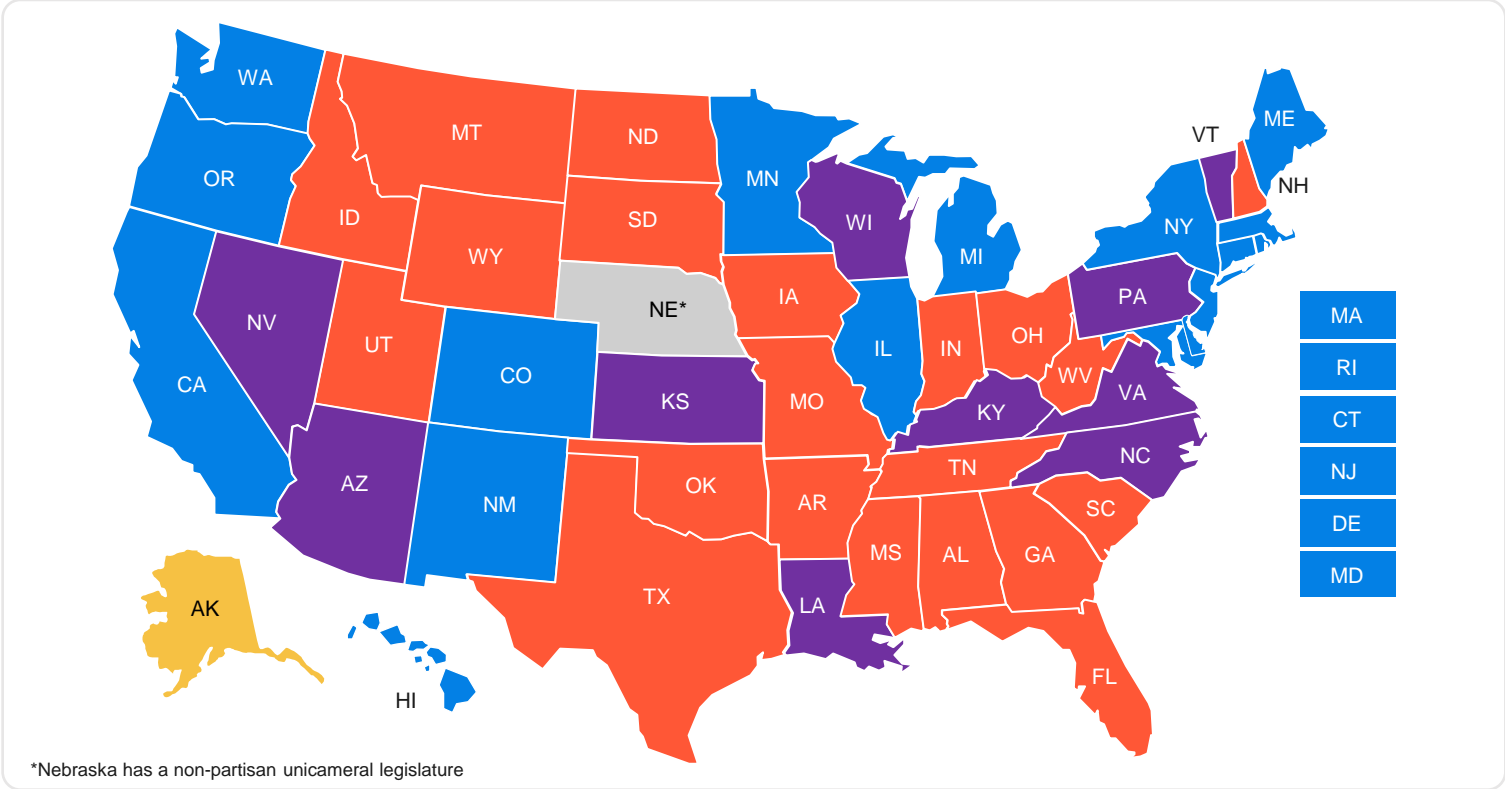 WA
OR
CA
NV
ID
MT
WY
UT
AZ
CO
NM
ND
SD
NE*
KS
OK
TX
MN
IA
MO
AR
LA
WI
IL
MI
IN
OH
KY
TN
MS
AL
GA
FL
SC
NC
VA
WV
PA
NY
VT
NH
ME
MA
RI
CT
NJ
DE
MD
AK
HI
*Nebraska has a non-partisan unicameral legislature